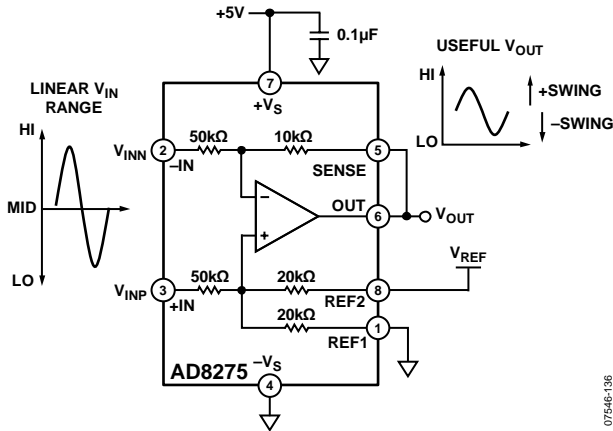 +5V
0.1µF
7
+VS
USEFUL VOUT
HI
LO
+SWING
–SWING
LINEAR VIN
RANGE
HI
MID
LO
VINN
2
–IN
50kΩ
10kΩ
5
SENSE
–
+
OUT
6
VOUT
VREF
VINP
3
+IN
50kΩ
20kΩ
8
REF2
20kΩ
1
REF1
–VS
AD8275
4
07546-136